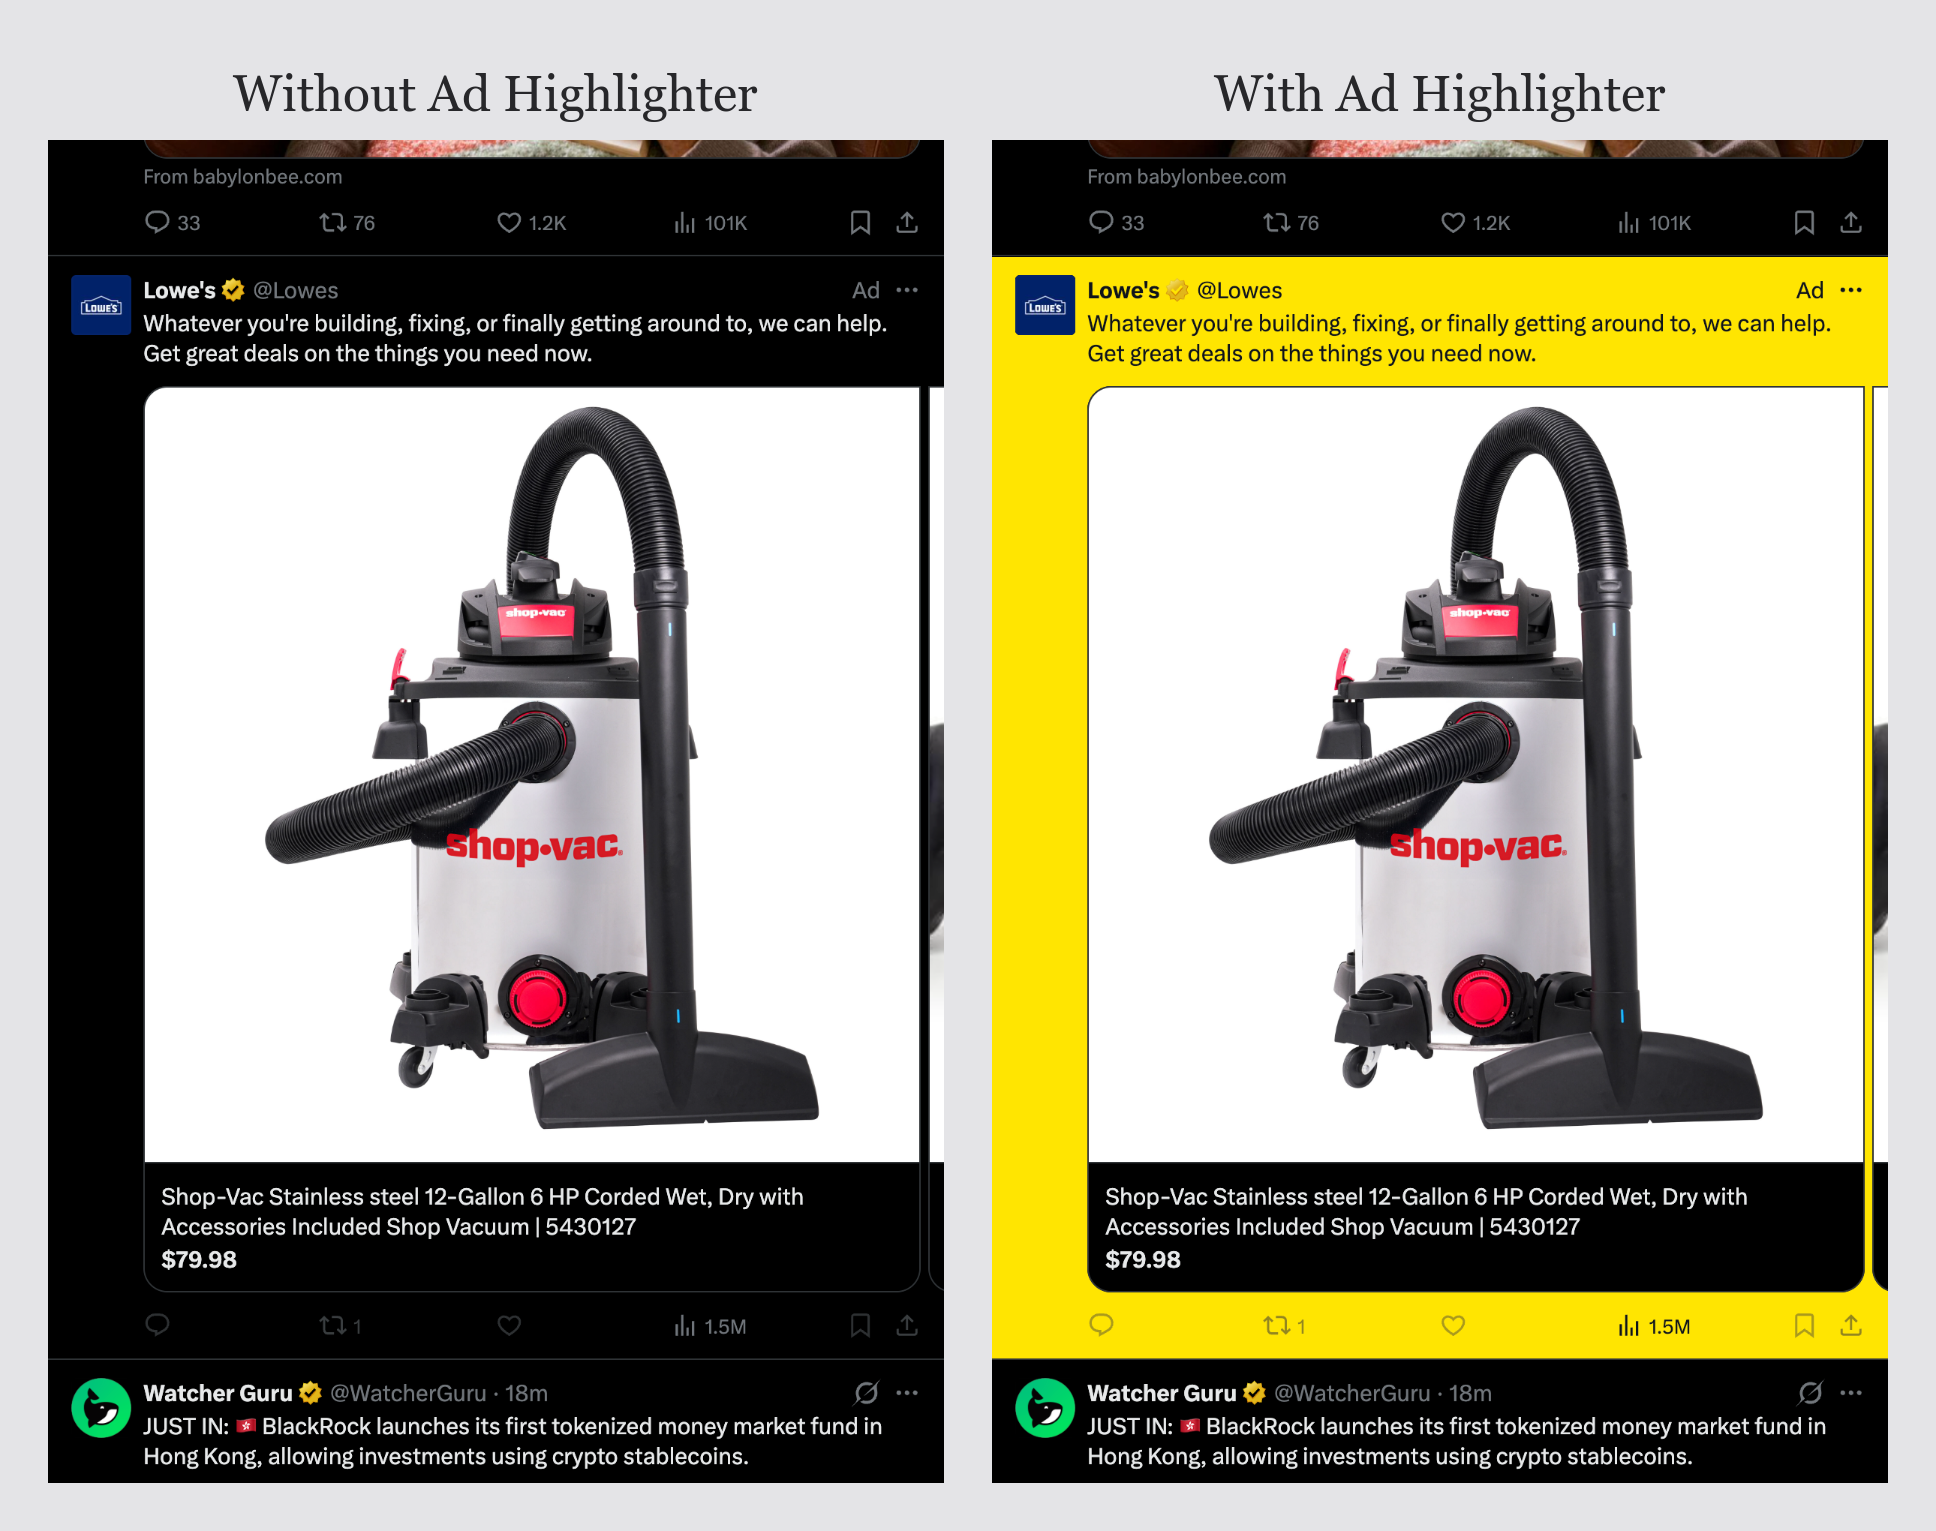 Without Ad Highlighter
From babylonbee.com
33 76 1.2K 101K
LOWE'S
Lowe's @Lowes Ad
Whatever you're building, fixing, or finally getting around to, we can help.
Get great deals on the things you need now.
shop•vac
shop•vac®
Shop-Vac Stainless steel 12-Gallon 6 HP Corded Wet, Dry with
Accessories Included Shop Vacuum | 5430127
$79.98
1 1.5M
Watcher Guru @WatcherGuru · 18m
JUST IN: 🇭🇰 BlackRock launches its first tokenized money market fund in
Hong Kong, allowing investments using crypto stablecoins.
With Ad Highlighter
From babylonbee.com
33 76 1.2K 101K
LOWE'S
Lowe's @Lowes Ad
Whatever you're building, fixing, or finally getting around to, we can help.
Get great deals on the things you need now.
shop•vac
shop•vac®
Shop-Vac Stainless steel 12-Gallon 6 HP Corded Wet, Dry with
Accessories Included Shop Vacuum | 5430127
$79.98
1 1.5M
Watcher Guru @WatcherGuru · 18m
JUST IN: 🇭🇰 BlackRock launches its first tokenized money market fund in
Hong Kong, allowing investments using crypto stablecoins.